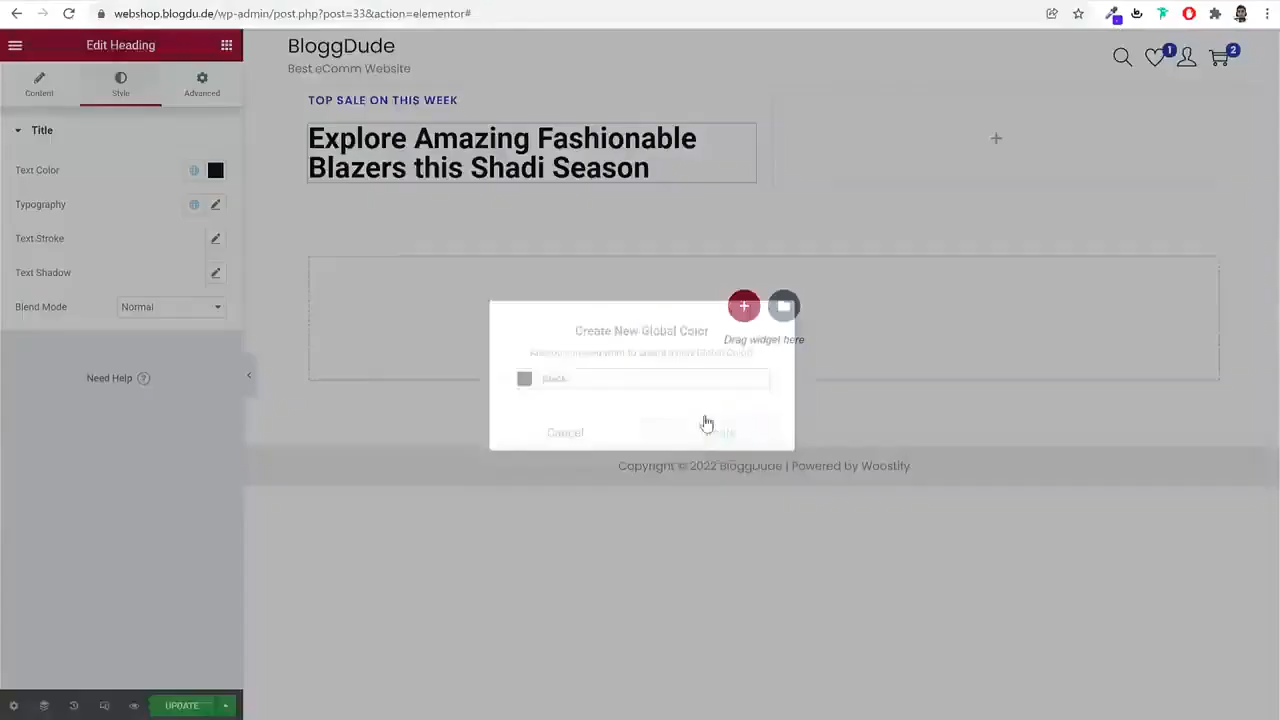 webshop.blogdu.de/wp-admin/post.php?post=33&action=elementor#
Edit Heading
Content
Style
Advanced
Title
Text Color
Typography
Text Stroke
Text Shadow
Blend Mode
Normal
Need Help
UPDATE
BloggDude
Best eComm Website
1
2
TOP SALE ON THIS WEEK
Explore Amazing Fashionable
Blazers this Shadi Season
Create New Global Color
Drag widget here
Black
Cancel
Copyright © 2022 BloggDude | Powered by Woostify